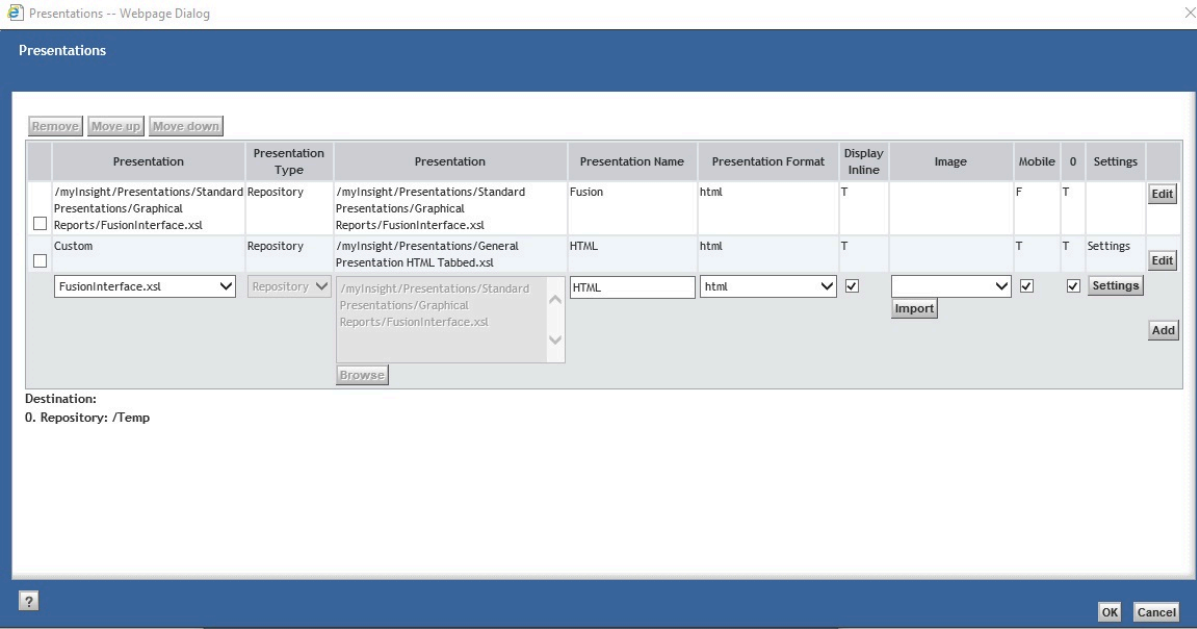 Presentations -- Webpage Dialog
Presentations
Remove Move up Move down
Presentation Presentation Type Presentation Presentation Name Presentation Format Display Inline Image Mobile 0 Settings
/myInsight/Presentations/Standard Repository /myInsight/Presentations/Standard Fusion html T F T Edit
Presentations/Graphical Presentations/Graphical
Reports/FusionInterface.xsl Reports/FusionInterface.xsl
Custom Repository /myInsight/Presentations/General HTML html T T T Settings
Presentation HTML Tabbed.xsl Edit
FusionInterface.xsl Repository /myInsight/Presentations/Standard HTML html Settings
Presentations/Graphical Import
Reports/FusionInterface.xsl Add
Browse
Destination:
0. Repository: /Temp
? OK Cancel